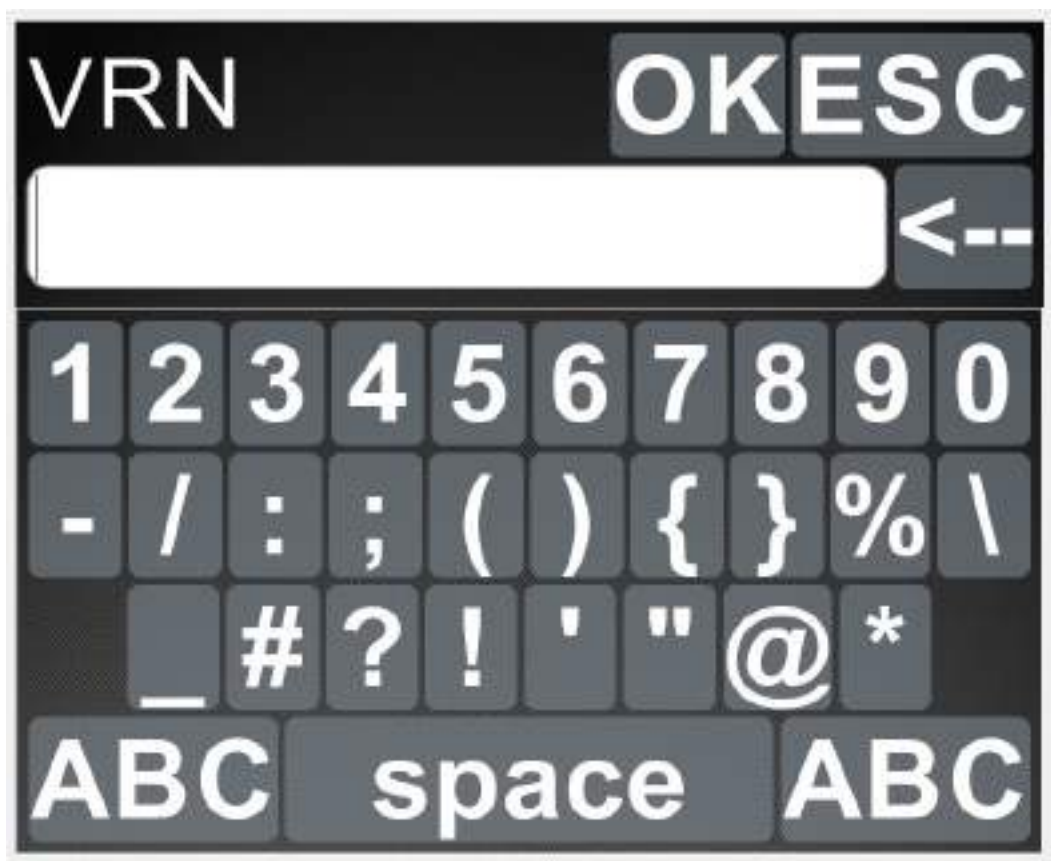 VRN OK ESC
<--
1 2 3 4 5 6 7 8 9 0
- / : ; ( ) { } % \
_ # ? ! ' " @ *
ABC space ABC